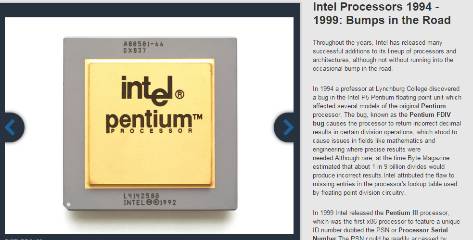 A80501-66
SX837
intel®
pentium™
PROCESSOR
L9142588
INTEL ⓜ©1992
Intel Processors 1994 -
1999: Bumps in the Road
Throughout the years, Intel has released many
successful additions to its lineup of processors and
architectures, although not without running into the
occasional bump in the road.
In 1994 a professor at Lynchburg College discovered
a bug in the Intel P5 Pentium floating point unit which
affected several models of the original Pentium
processor. The bug, known as the Pentium FDIV
bug causes the processor to return incorrect decimal
results in certain division operations, which stood to
cause issues in fields like mathematics and
engineering where precise results were
needed.Although rare, at the time Byte Magazine
estimated that about 1 in 9 billion divides would
produce incorrect results. Intel attributed the flaw to
missing entries in the processor's lookup table used
by floating point division circuitry.
In 1999 Intel released the Pentium III processor,
which was the first x86 processor to feature a unique
ID number dubbed the PSN or Processor Serial
Number. The PSN could be readily accessed by